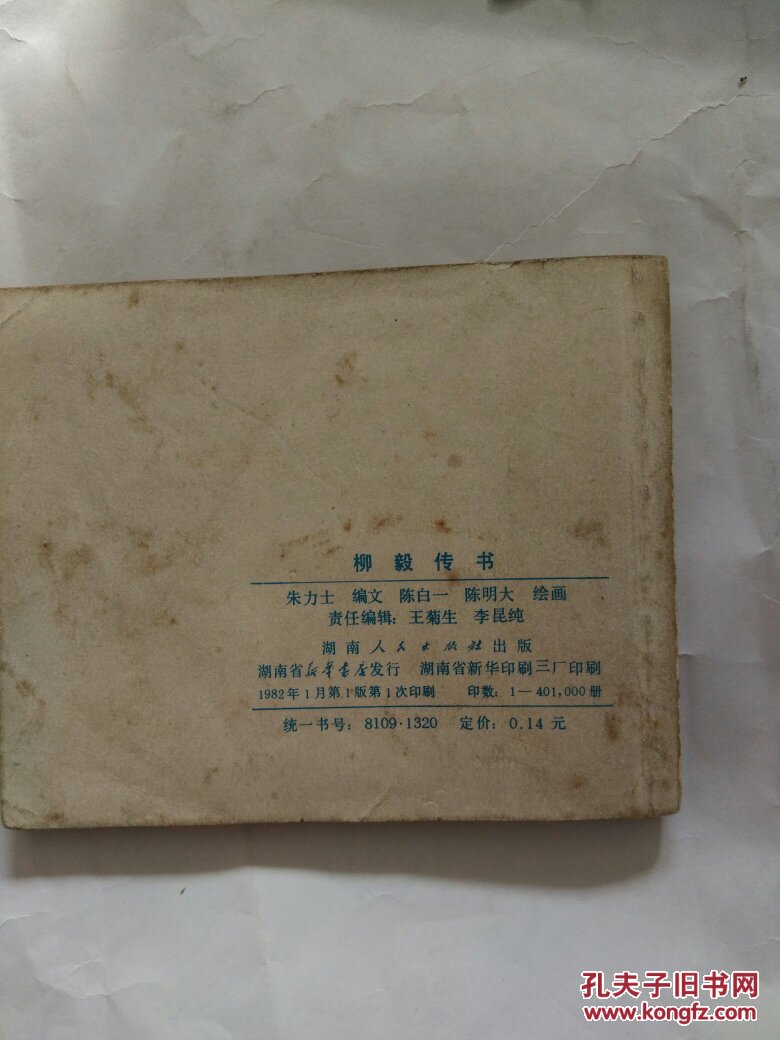 柳毅传书
朱力士 编文 陈白一 陈明大 绘画
责任编辑：王菊生 李昆纯
湖南人民出版社出版
湖南省新华书店发行 湖南省新华印刷三厂印刷
1982年1月第1版第1次印刷 印数：1—401,000册
统一书号：8109·1320 定价：0.14元
孔夫子旧书网
www.kongfz.com